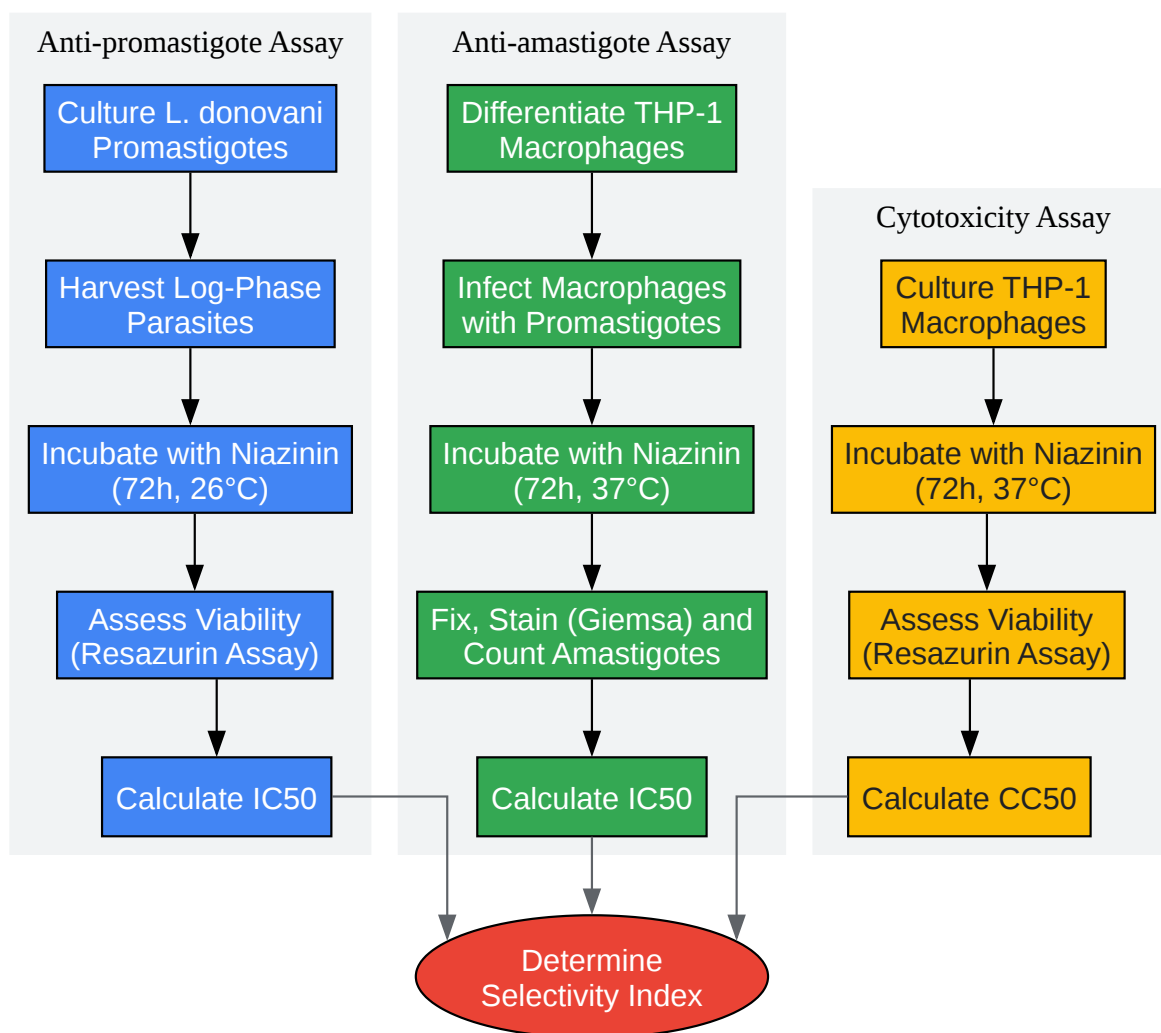 Anti-promastigote Assay
Culture L. donovani
Promastigotes
Harvest Log-Phase
Parasites
Incubate with Niazinin
(72h, 26°C)
Assess Viability
(Resazurin Assay)
Calculate IC50
Anti-amastigote Assay
Differentiate THP-1
Macrophages
Infect Macrophages
with Promastigotes
Incubate with Niazinin
(72h, 37°C)
Fix, Stain (Giemsa) and
Count Amastigotes
Calculate IC50
Cytotoxicity Assay
Culture THP-1
Macrophages
Incubate with Niazinin
(72h, 37°C)
Assess Viability
(Resazurin Assay)
Calculate CC50
Determine
Selectivity Index